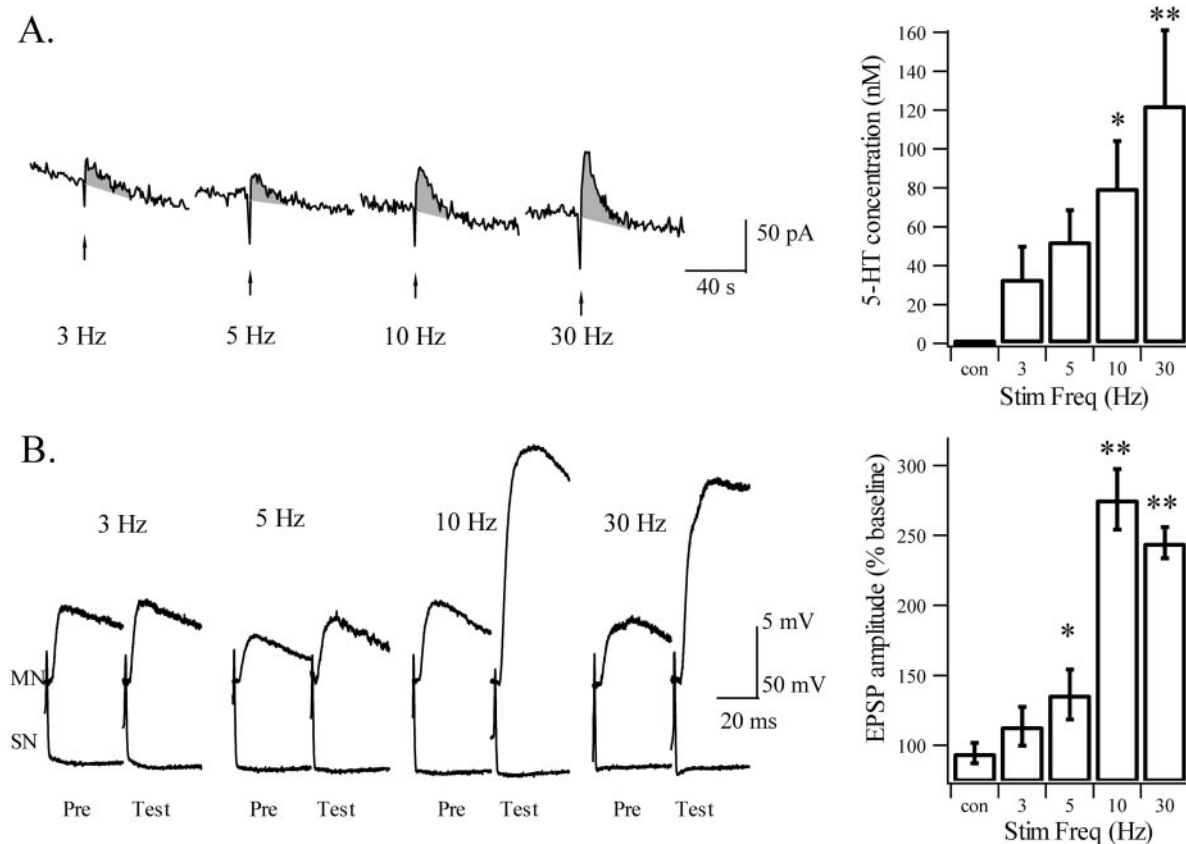 A.
50 pA
40 s
3 Hz
5 Hz
10 Hz
30 Hz
5-HT concentration (nM)
160
140
120
100
80
60
40
20
0
*
**
con
3
5
10
30
Stim Freq (Hz)
B.
3 Hz
5 Hz
10 Hz
30 Hz
MN
SN
5 mV
50 mV
20 ms
Pre
Test
Pre
Test
Pre
Test
Pre
Test
EPSP amplitude (% baseline)
300
250
200
150
100
*
**
**
con
3
5
10
30
Stim Freq (Hz)